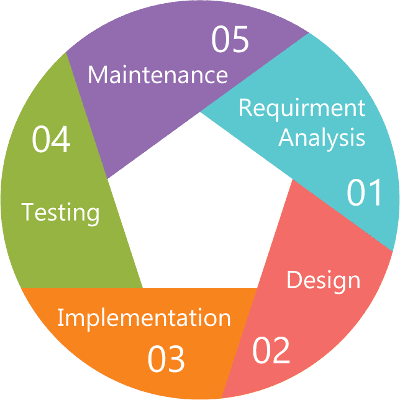 Requirment
Analysis
01
Design
02
Implementation
03
04
Testing
05
Maintenance